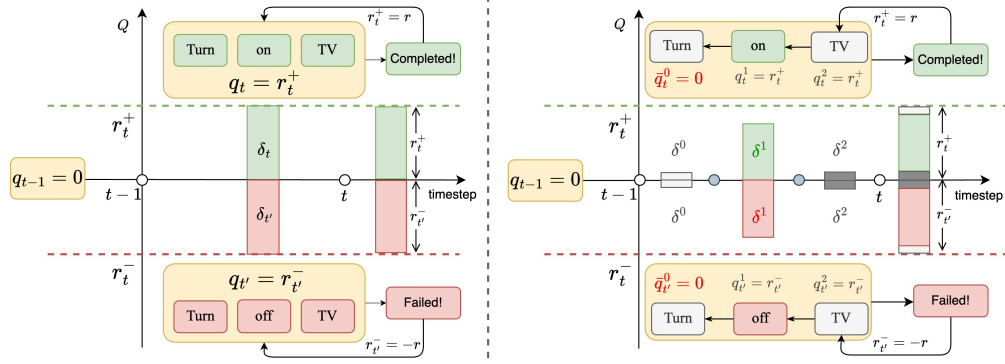 Q
r_t^+ = r
Turn on TV
Completed!
q_t = r_t^+
r_t^+
δ_t
r_t^+
q_{t-1} = 0
t − 1
t
timestep
δ_{t'}
r_{t'}^-
r_t^-
q_{t'} = r_{t'}^-
Turn off TV
Failed!
r_{t'}^- = −r
Q
r_t^+ = r
Turn on TV
Completed!
q̄_t^0 = 0 q_t^1 = r_t^+ q_t^2 = r_t^+
r_t^+
δ^0 δ^1 δ^2
r_t^+
q_{t-1} = 0
t − 1
t
timestep
δ^0 δ^1 δ^2
r_{t'}^-
r_t^-
q̄_{t'}^0 = 0 q_{t'}^1 = r_{t'}^- q_{t'}^2 = r_{t'}^-
Turn off TV
Failed!
r_{t'}^- = −r